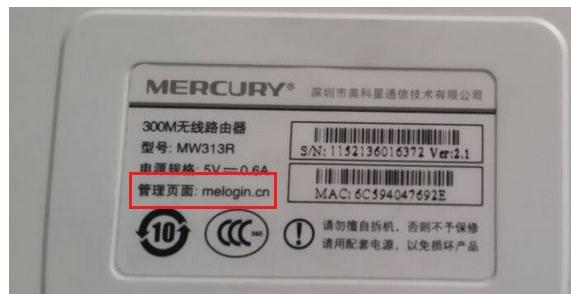 MERCURY® 深圳市美科星通信技术有限公司
300M无线路由器
型号: MW313R
电源规格: 5V⎓0.6A
管理页面: melogin.cn
S/N: 1152136016372 Ver:2.1
MAC: 6C594047692E
10
CCC
请勿擅自拆机，否则不予保修
请用配套电源，以免损坏产品